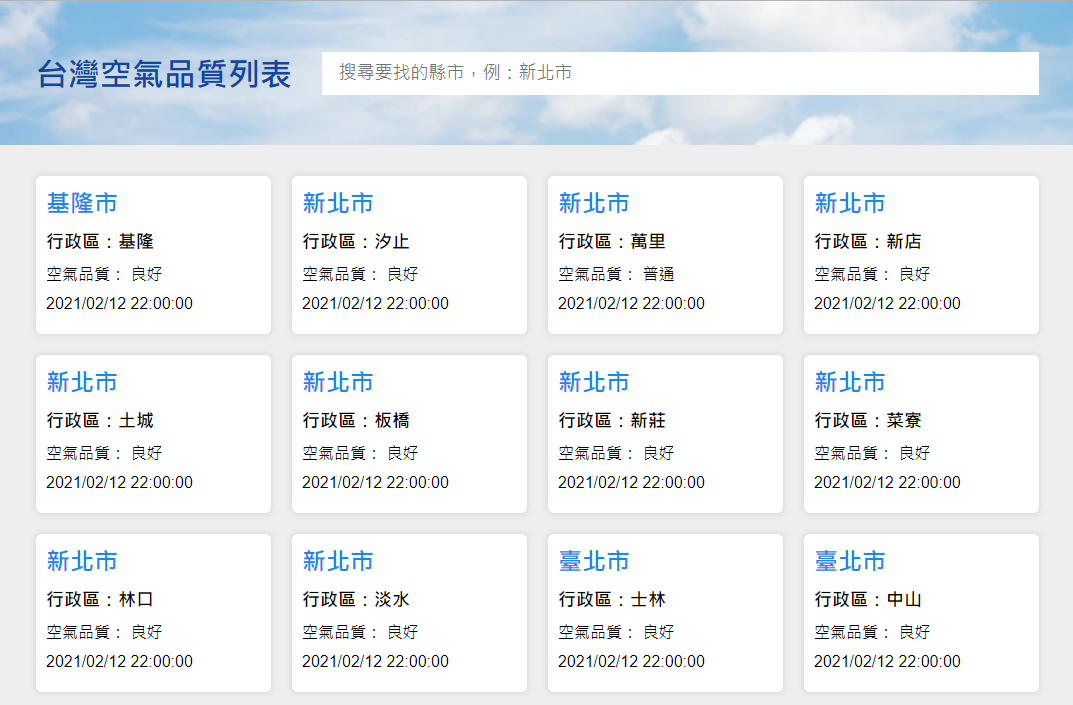 台灣空氣品質列表
搜尋要找的縣市，例：新北市
基隆市
行政區：基隆
空氣品質： 良好
2021/02/12 22:00:00
新北市
行政區：汐止
空氣品質： 良好
2021/02/12 22:00:00
新北市
行政區：萬里
空氣品質： 普通
2021/02/12 22:00:00
新北市
行政區：新店
空氣品質： 良好
2021/02/12 22:00:00
新北市
行政區：土城
空氣品質： 良好
2021/02/12 22:00:00
新北市
行政區：板橋
空氣品質： 良好
2021/02/12 22:00:00
新北市
行政區：新莊
空氣品質： 良好
2021/02/12 22:00:00
新北市
行政區：菜寮
空氣品質： 良好
2021/02/12 22:00:00
新北市
行政區：林口
空氣品質： 良好
2021/02/12 22:00:00
新北市
行政區：淡水
空氣品質： 良好
2021/02/12 22:00:00
臺北市
行政區：士林
空氣品質： 良好
2021/02/12 22:00:00
臺北市
行政區：中山
空氣品質： 良好
2021/02/12 22:00:00